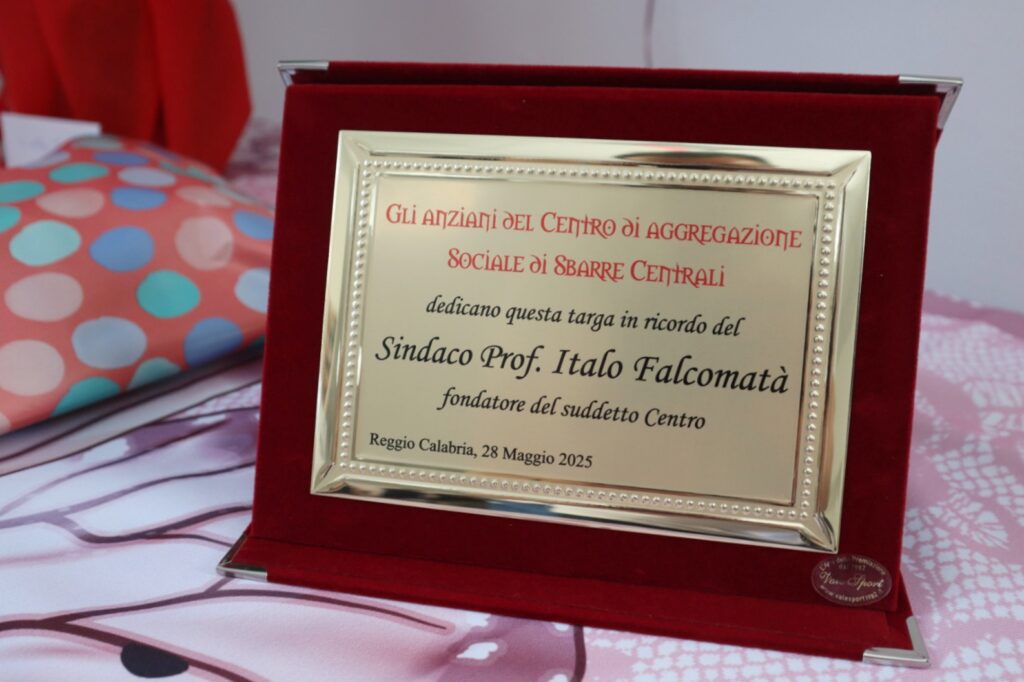 Gli anziani del Centro di aggregazione
Sociale di Sbarre Centrali
dedicano questa targa in ricordo del
Sindaco Prof. Italo Falcomatà
fondatore del suddetto Centro
Reggio Calabria, 28 Maggio 2025
Sport